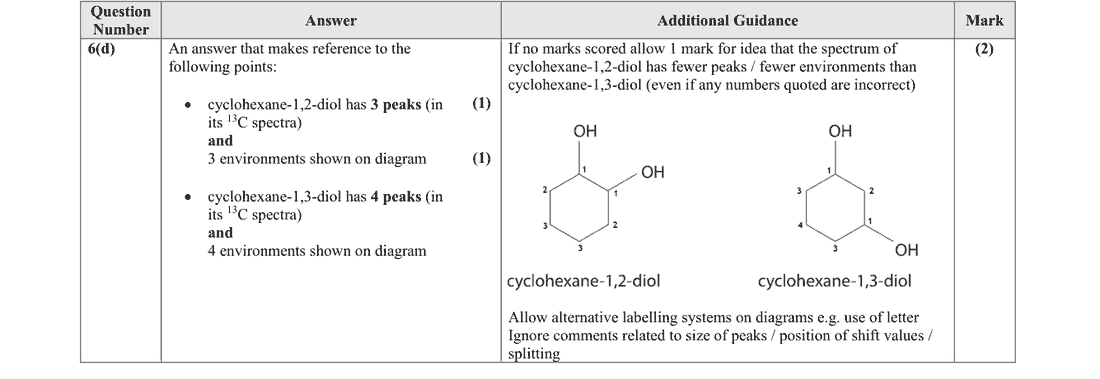 Question
Number
Answer
Additional Guidance
Mark
6(d)
An answer that makes reference to the
following points:
• cyclohexane-1,2-diol has 3 peaks (in (1)
its ¹³C spectra)
and
3 environments shown on diagram (1)
• cyclohexane-1,3-diol has 4 peaks (in
its ¹³C spectra)
and
4 environments shown on diagram
If no marks scored allow 1 mark for idea that the spectrum of
cyclohexane-1,2-diol has fewer peaks / fewer environments than
cyclohexane-1,3-diol (even if any numbers quoted are incorrect)
OH
OH
1
1
2
2
3
3
cyclohexane-1,2-diol
OH
1
3
2
4
1
3
OH
cyclohexane-1,3-diol
Allow alternative labelling systems on diagrams e.g. use of letter
Ignore comments related to size of peaks / position of shift values /
splitting
(2)